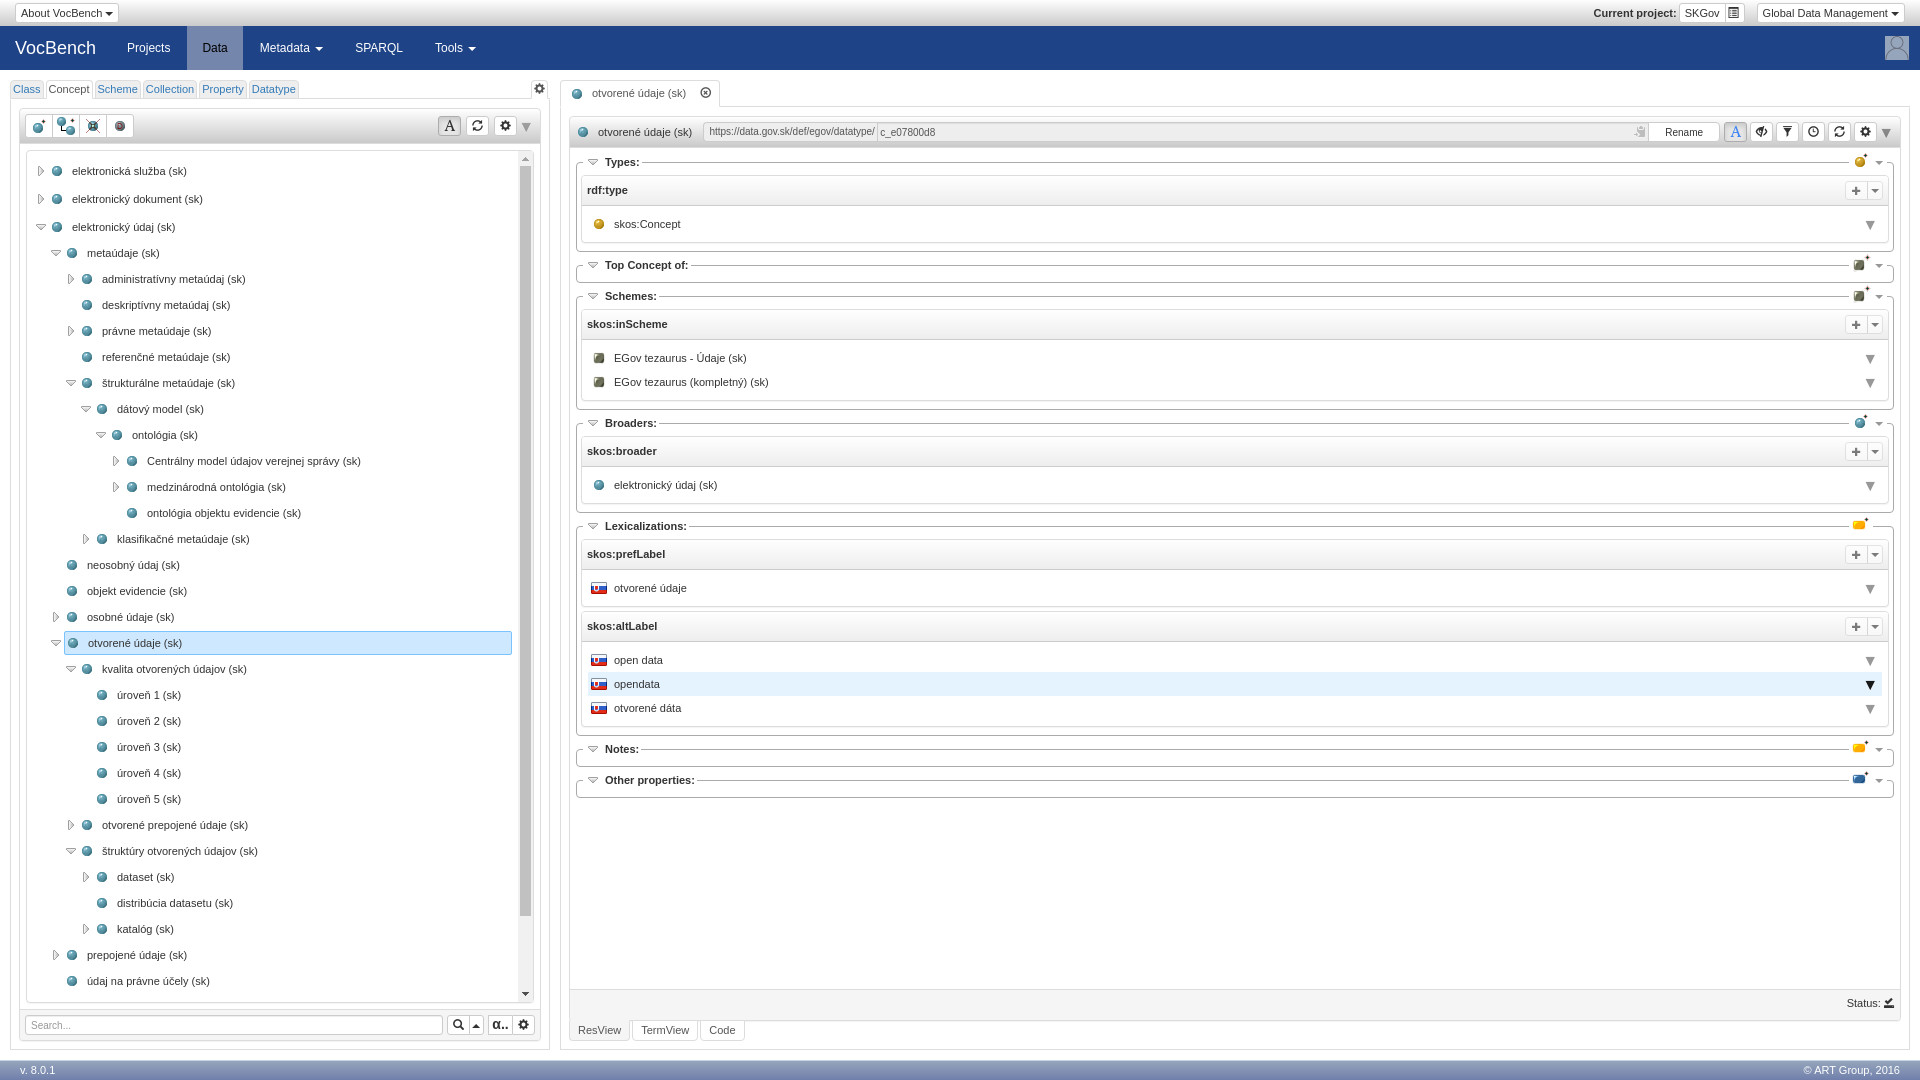 About VocBench
Current project: SKGov
Global Data Management
VocBench
Projects
Data
Metadata
SPARQL
Tools
Class
Concept
Scheme
Collection
Property
Datatype
A
elektronická služba (sk)
elektronický dokument (sk)
elektronický údaj (sk)
metaúdaje (sk)
administratívny metaúdaj (sk)
deskriptívny metaúdaj (sk)
právne metaúdaje (sk)
referenčné metaúdaje (sk)
štrukturálne metaúdaje (sk)
dátový model (sk)
ontológia (sk)
Centrálny model údajov verejnej správy (sk)
medzinárodná ontológia (sk)
ontológia objektu evidencie (sk)
klasifikačné metaúdaje (sk)
neosobný údaj (sk)
objekt evidencie (sk)
osobné údaje (sk)
otvorené údaje (sk)
kvalita otvorených údajov (sk)
úroveň 1 (sk)
úroveň 2 (sk)
úroveň 3 (sk)
úroveň 4 (sk)
úroveň 5 (sk)
otvorené prepojené údaje (sk)
štruktúry otvorených údajov (sk)
dataset (sk)
distribúcia datasetu (sk)
katalóg (sk)
prepojené údaje (sk)
údaj na právne účely (sk)
Search...
α..
otvorené údaje (sk)
otvorené údaje (sk)
https://data.gov.sk/def/egov/datatype/ c_e07800d8
Rename
A
Types:
rdf:type
skos:Concept
Top Concept of:
Schemes:
skos:inScheme
EGov tezaurus - Údaje (sk)
EGov tezaurus (kompletný) (sk)
Broaders:
skos:broader
elektronický údaj (sk)
Lexicalizations:
skos:prefLabel
otvorené údaje
skos:altLabel
open data
opendata
otvorené dáta
Notes:
Other properties:
Status:
ResView
TermView
Code
v. 8.0.1
© ART Group, 2016